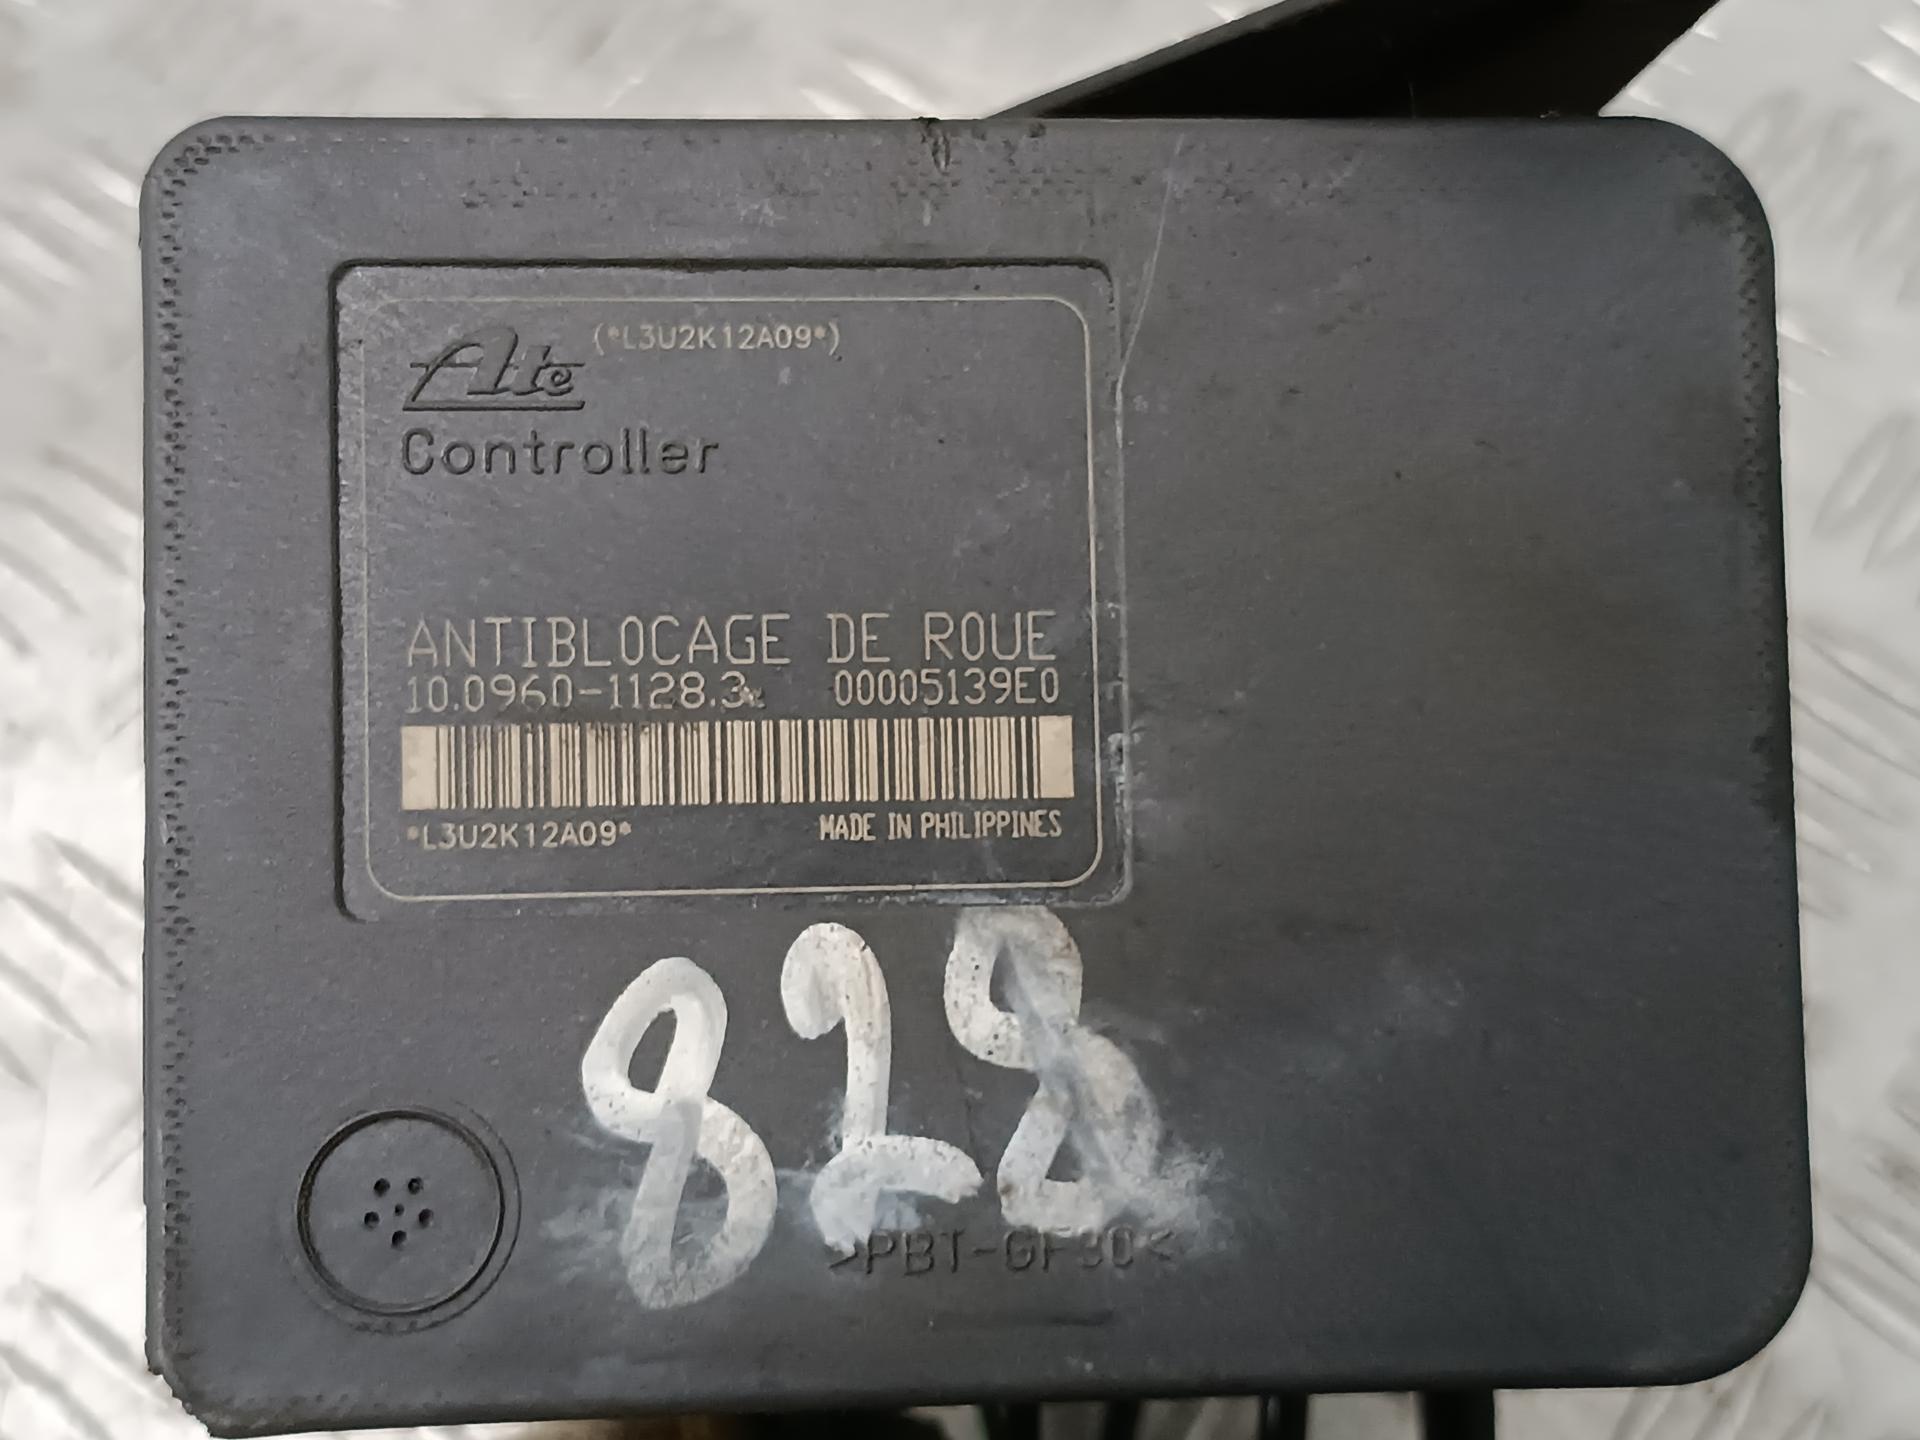 (*L3U2K12A09*)
Ate
Controller
ANTIBLOCAGE DE ROUE
10.0960-1128.3 00005139E0
*L3U2K12A09* MADE IN PHILIPPINES
828
>PBT-GF30<